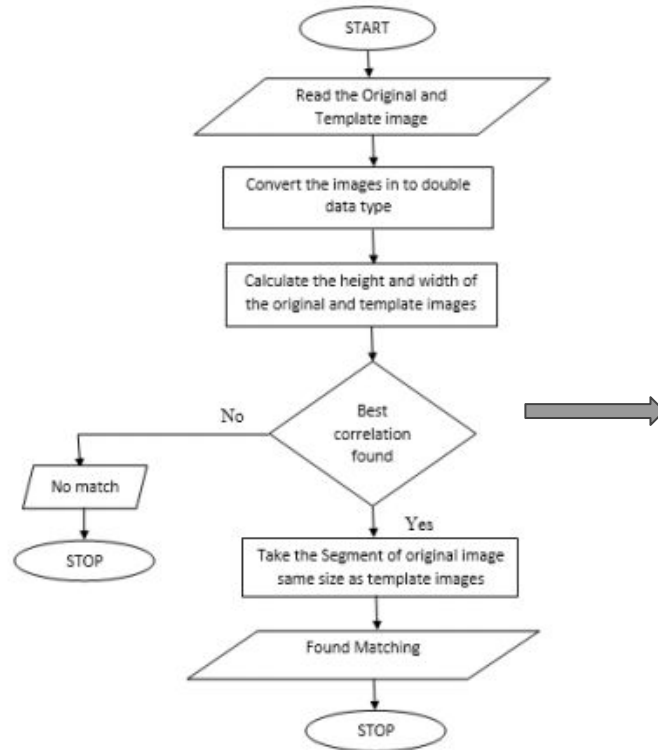 START
Read the Original and
Template image
Convert the images in to double
data type
Calculate the height and width of
the original and template images
Best
correlation
found
No
No match
STOP
Yes
Take the Segment of original image
same size as template images
Found Matching
STOP